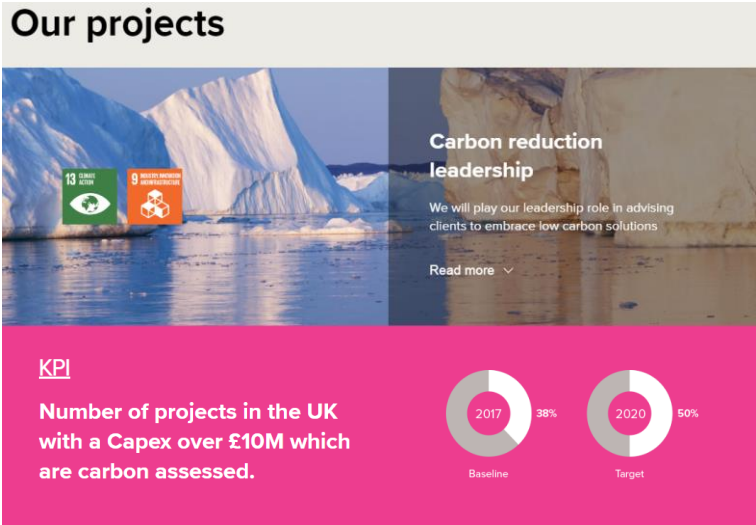 Our projects
13 CLIMATE
ACTION
9 INDUSTRY, INNOVATION
AND INFRASTRUCTURE
Carbon reduction
leadership
We will play our leadership role in advising
clients to embrace low carbon solutions
Read more
KPI
Number of projects in the UK
with a Capex over £10M which
are carbon assessed.
2017
38%
Baseline
2020
50%
Target